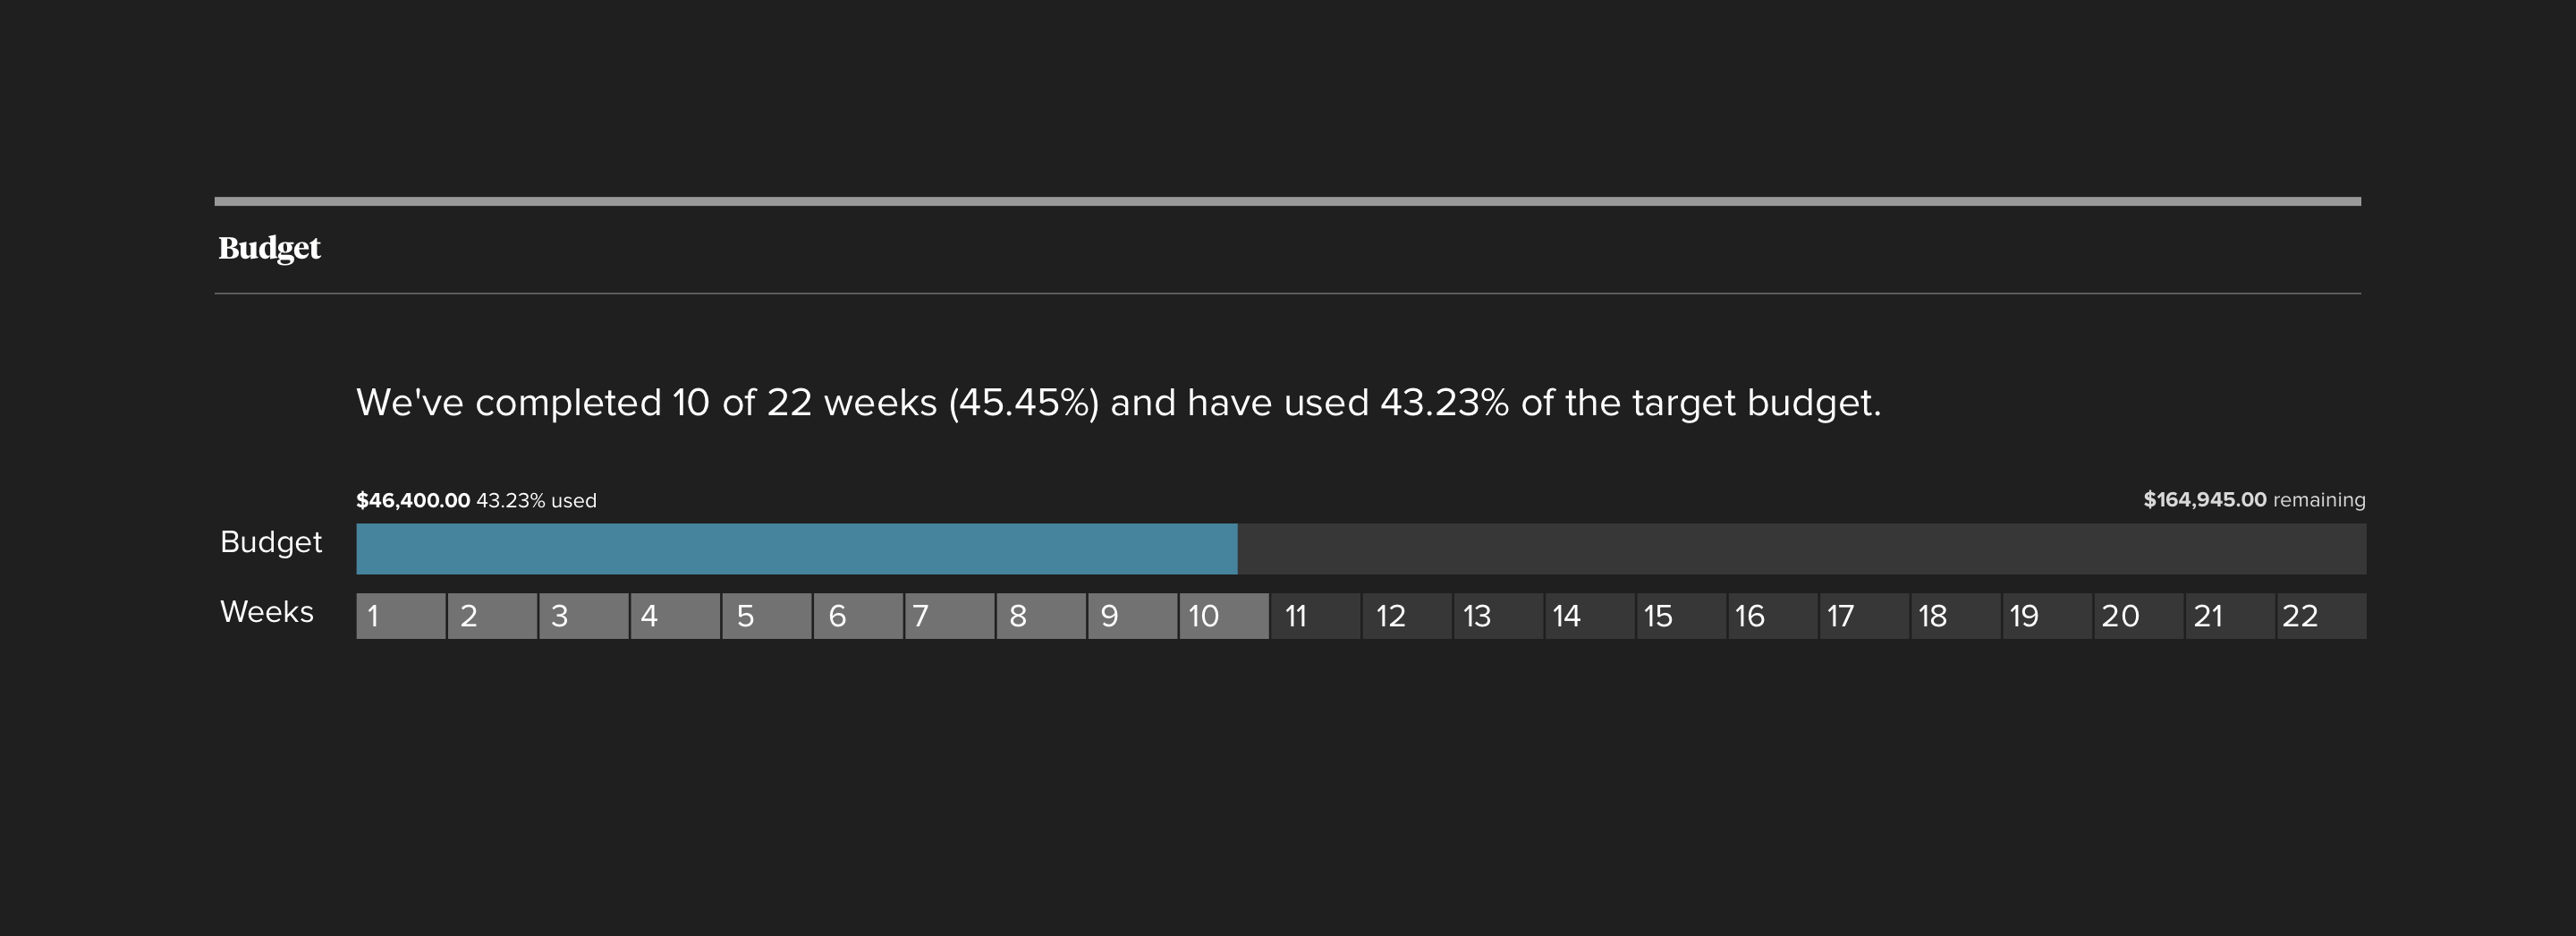 Budget
We've completed 10 of 22 weeks (45.45%) and have used 43.23% of the target budget.
$46,400.00 43.23% used $164,945.00 remaining
Budget
Weeks 1 2 3 4 5 6 7 8 9 10 11 12 13 14 15 16 17 18 19 20 21 22